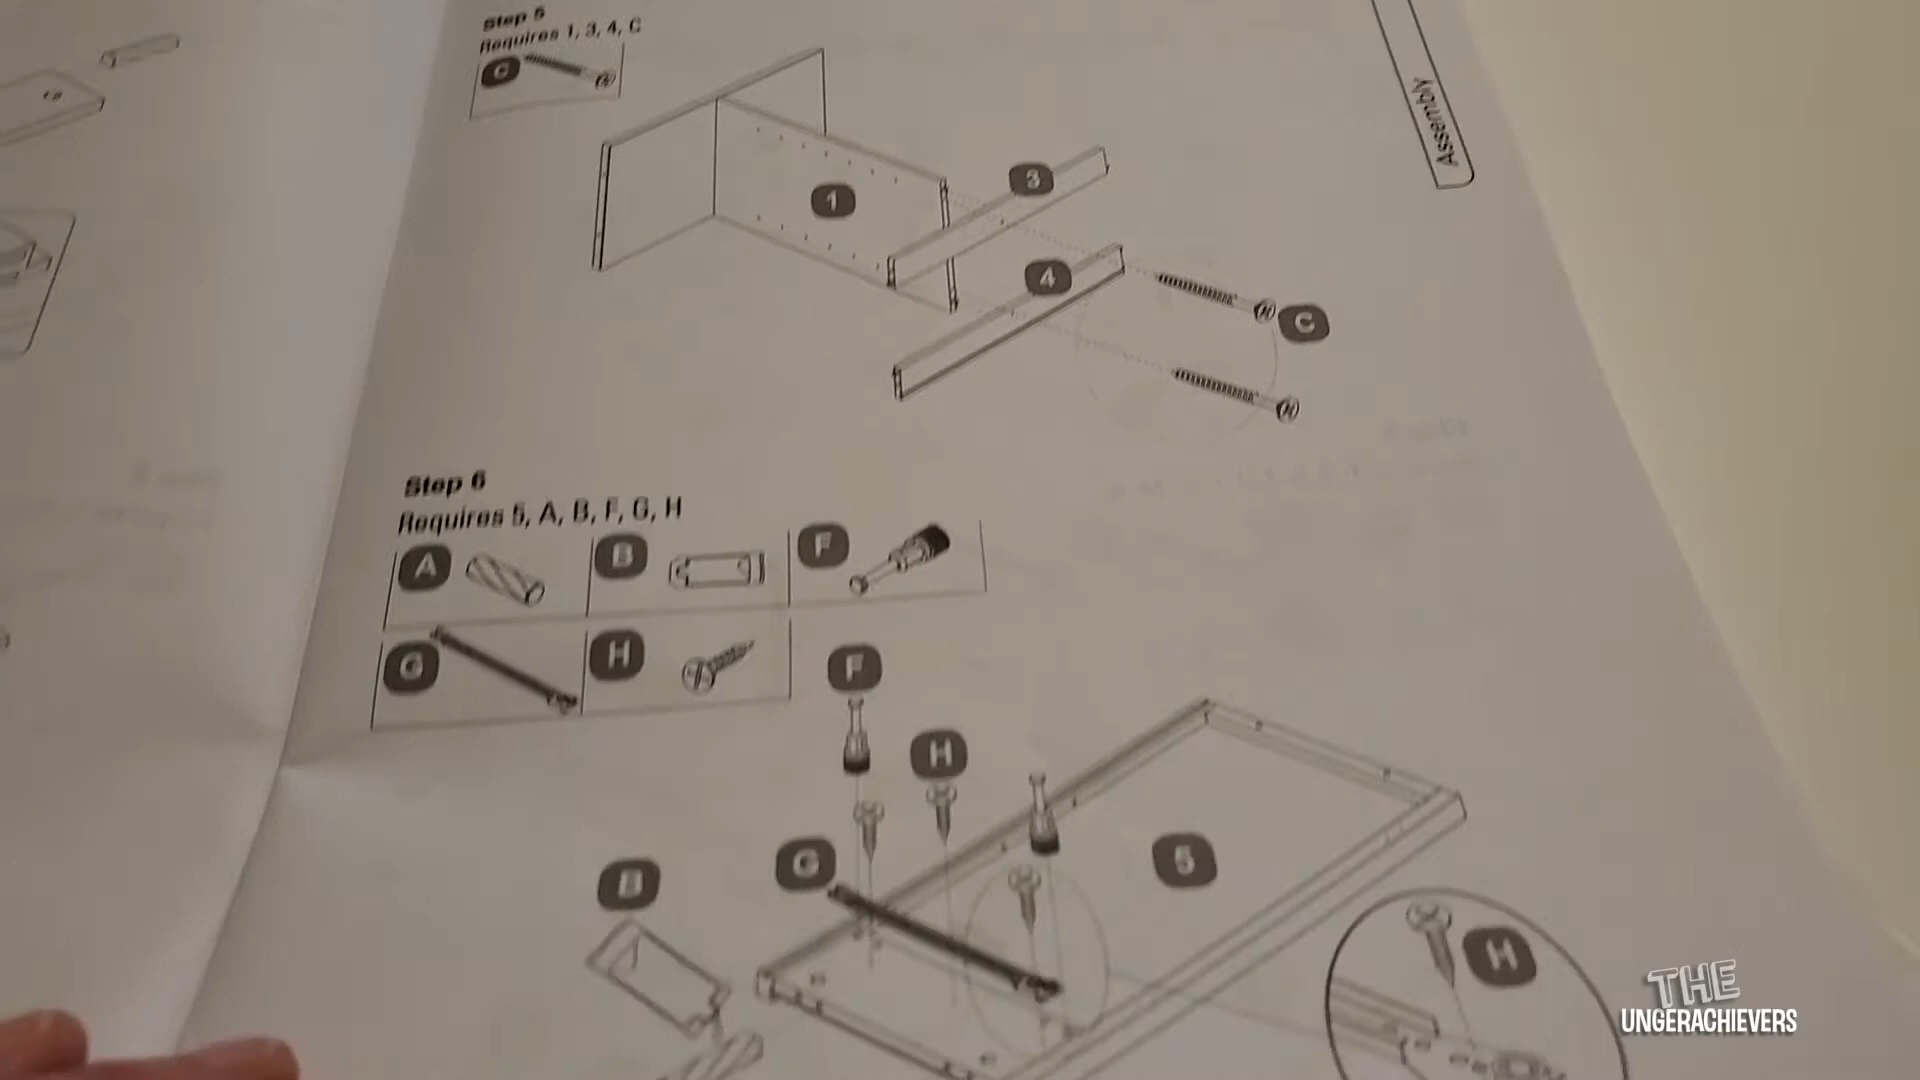 Step 5
Requires 1, 3, 4, C
C
Assembly
1
3
4
C
Step 6
Requires 5, A, B, F, G, H
A
B
F
G
H
F
H
G
5
B
H
THE
UNGERACHIEVERS